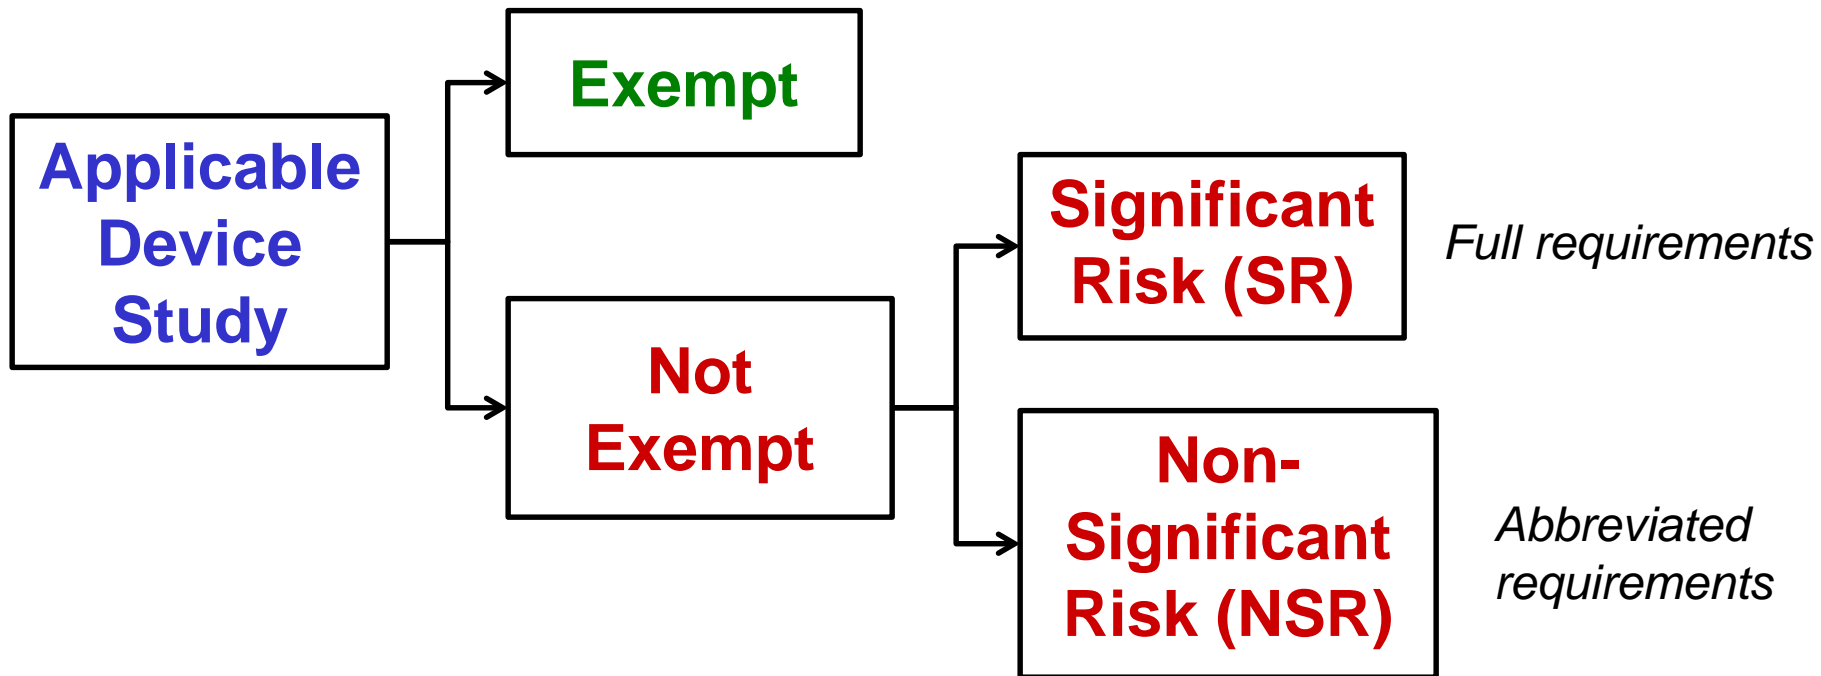 Exempt
Applicable
Device
Study
Significant
Risk (SR)
Full requirements
Not
Exempt
Non-
Significant
Risk (NSR)
Abbreviated
requirements